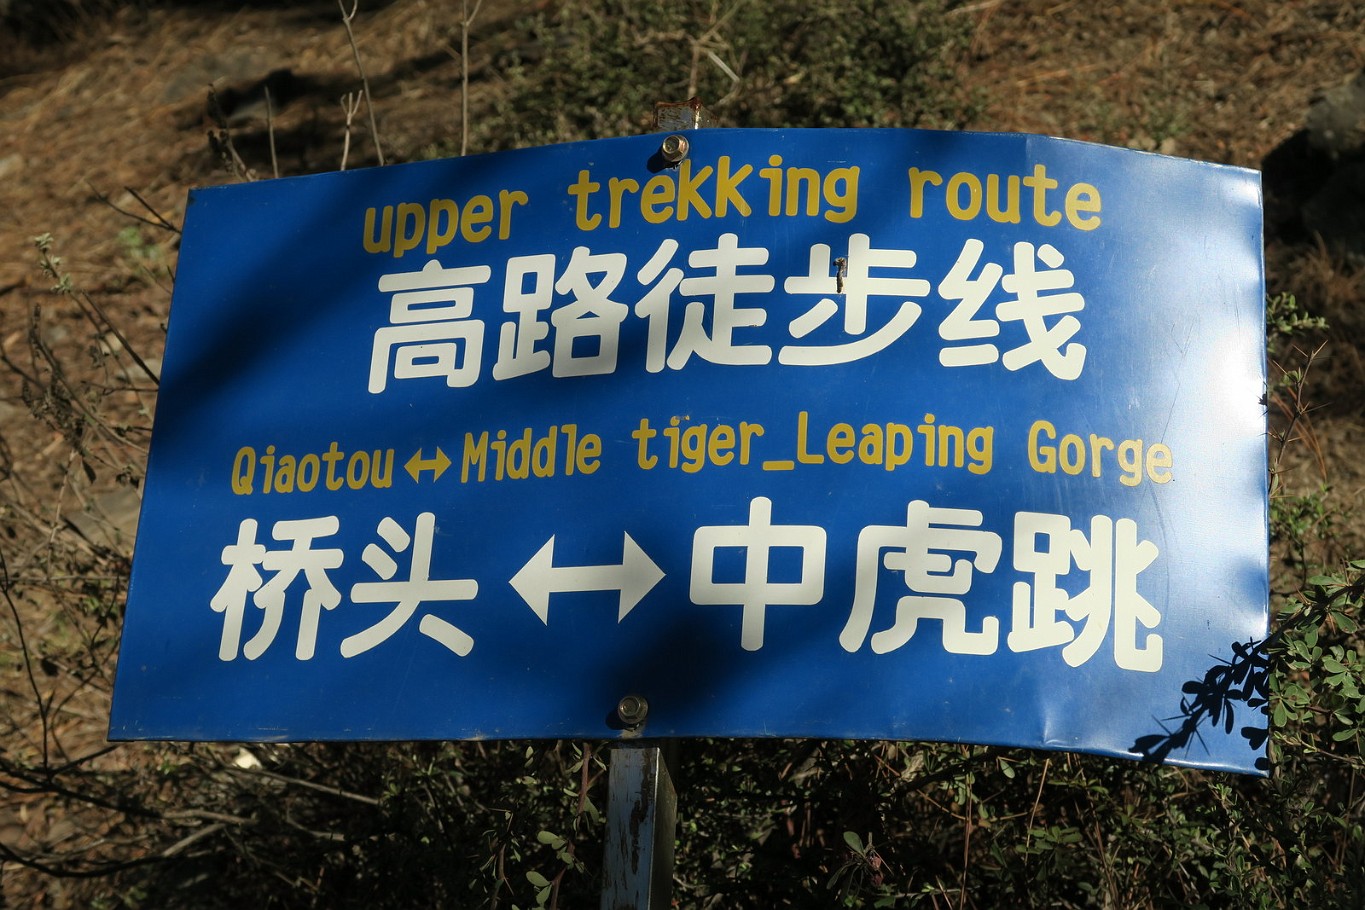 upper trekking route
高路徒步线
Qiaotou↔Middle tiger_Leaping Gorge
桥头↔中虎跳